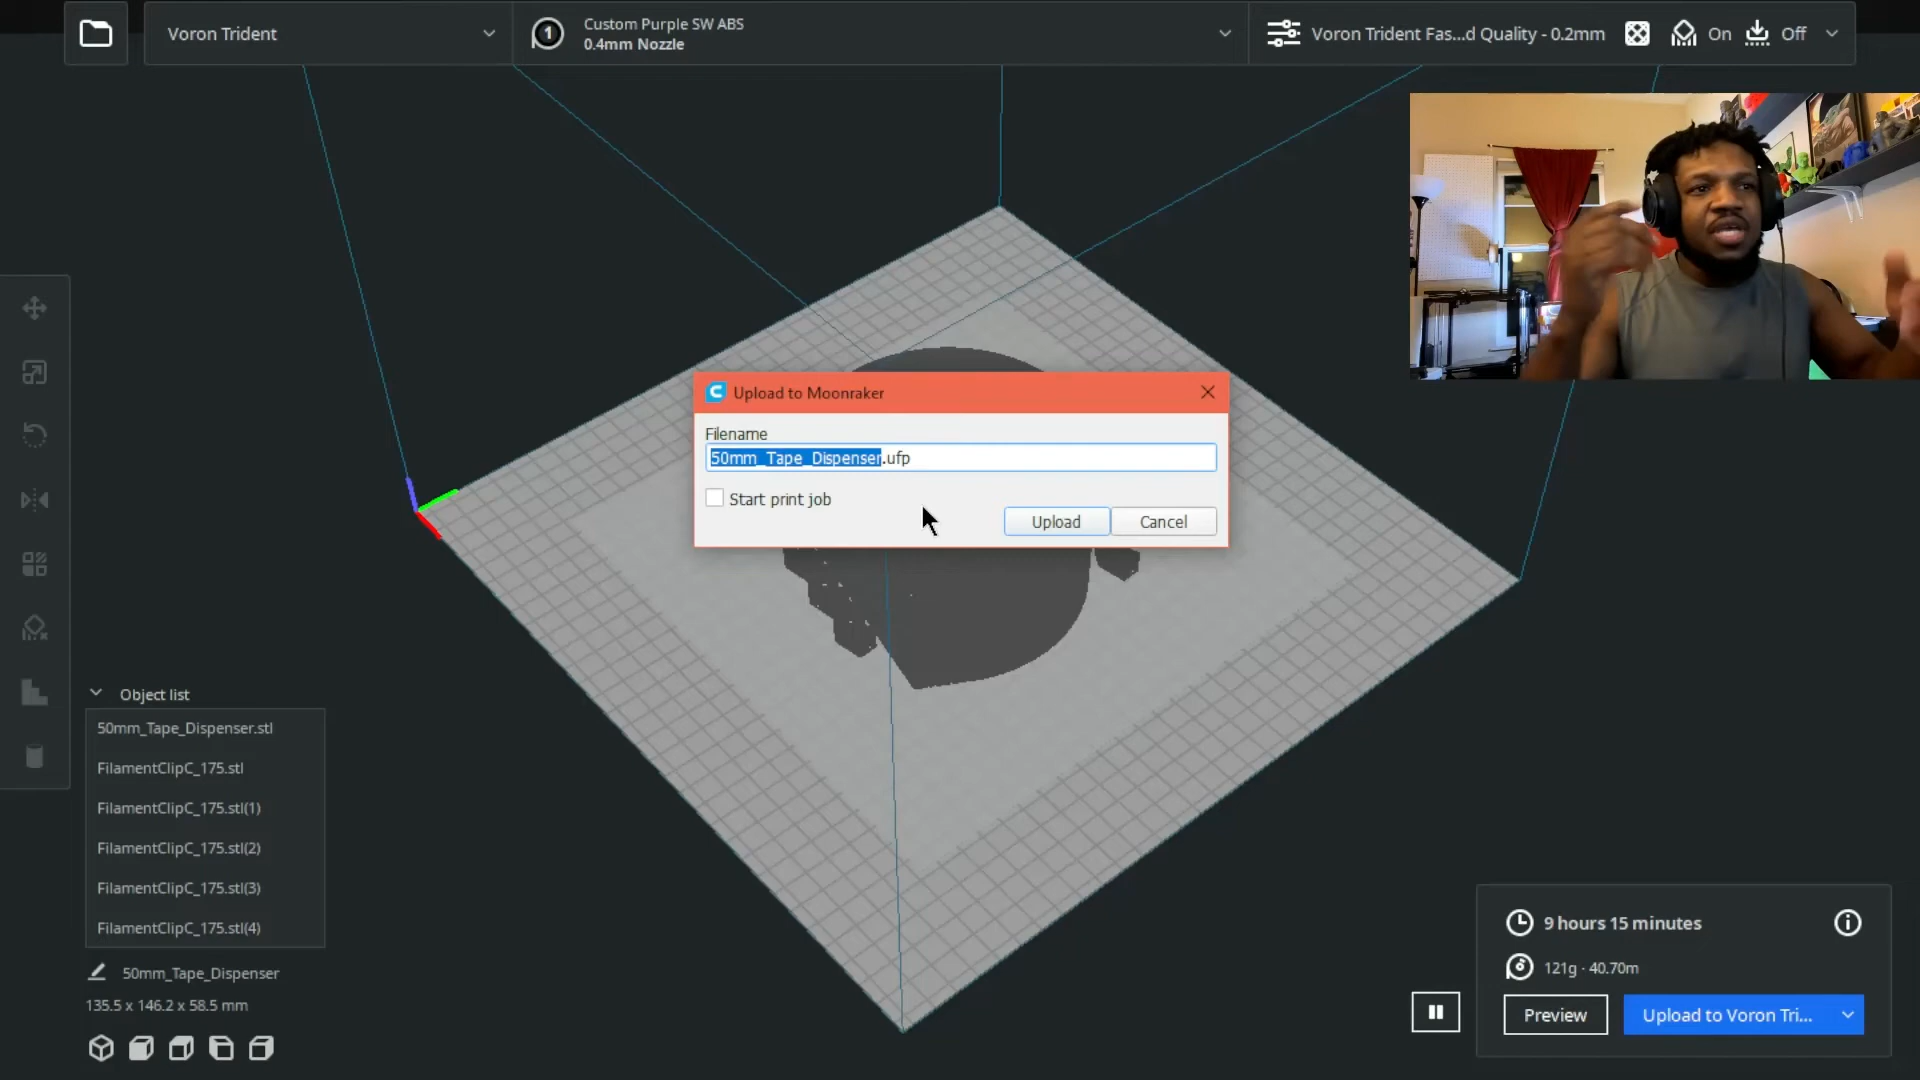 Voron Trident
1
Custom Purple SW ABS
0.4mm Nozzle
Voron Trident Fas...d Quality - 0.2mm
On
Off
Upload to Moonraker
Filename
50mm_Tape_Dispenser.ufp
Start print job
Upload
Cancel
Object list
50mm_Tape_Dispenser.stl
FilamentClipC_175.stl
FilamentClipC_175.stl(1)
FilamentClipC_175.stl(2)
FilamentClipC_175.stl(3)
FilamentClipC_175.stl(4)
50mm_Tape_Dispenser
135.5 x 146.2 x 58.5 mm
9 hours 15 minutes
121g · 40.70m
Preview
Upload to Voron Tri...